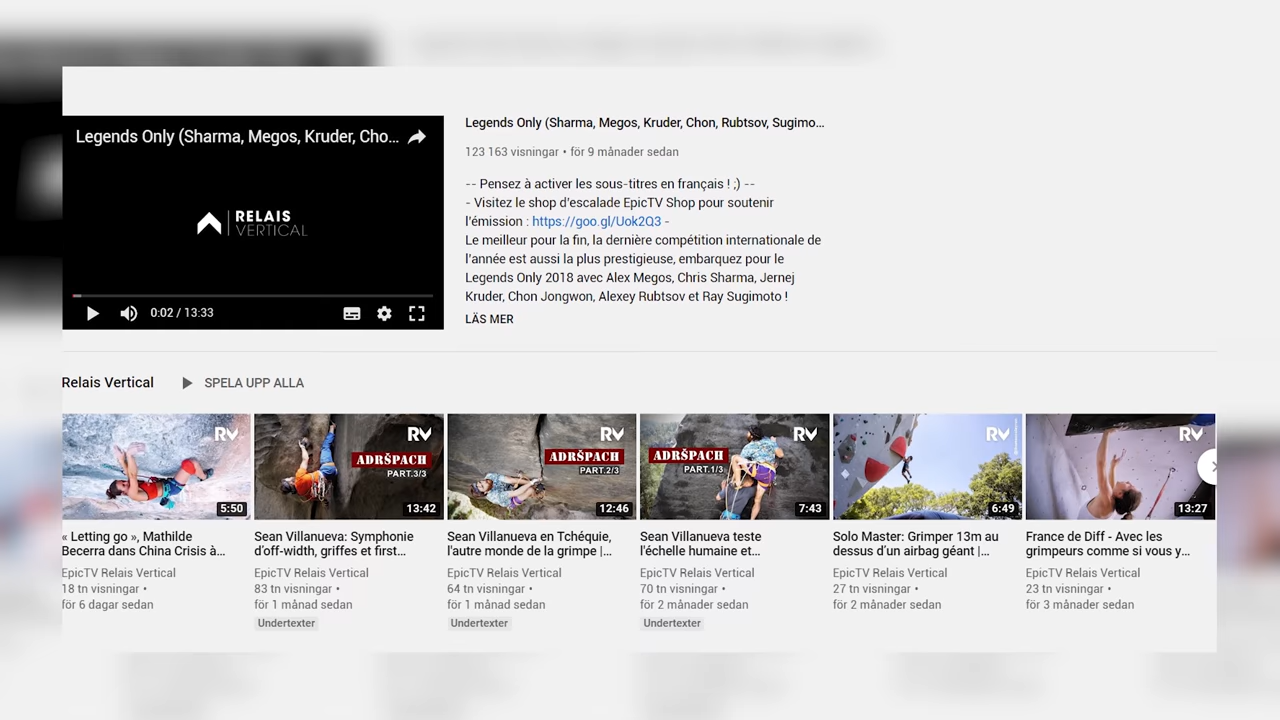 Legends Only (Sharma, Megos, Kruder, Cho...
RELAIS
VERTICAL
0:02 / 13:33
Legends Only (Sharma, Megos, Kruder, Chon, Rubtsov, Sugimo...
123 163 visningar • för 9 månader sedan
-- Pensez à activer les sous-titres en français ! ;) --
- Visitez le shop d'escalade EpicTV Shop pour soutenir
l'émission : https://goo.gl/Uok2Q3 -
Le meilleur pour la fin, la dernière compétition internationale de
l'année est aussi la plus prestigieuse, embarquez pour le
Legends Only 2018 avec Alex Megos, Chris Sharma, Jernej
Kruder, Chon Jongwon, Alexey Rubtsov et Ray Sugimoto !
LÄS MER
Relais Vertical
SPELA UPP ALLA
RV
5:50
« Letting go », Mathilde
Becerra dans China Crisis à...
EpicTV Relais Vertical
18 tn visningar •
för 6 dagar sedan
RV
ADRŠPACH
PART.3/3
13:42
Sean Villanueva: Symphonie
d'off-width, griffes et first...
EpicTV Relais Vertical
83 tn visningar •
för 1 månad sedan
Undertexter
RV
ADRŠPACH
PART.2/3
12:46
Sean Villanueva en Tchéquie,
l'autre monde de la grimpe |...
EpicTV Relais Vertical
64 tn visningar •
för 1 månad sedan
Undertexter
RV
ADRŠPACH
PART.1/3
7:43
Sean Villanueva teste
l'échelle humaine et...
EpicTV Relais Vertical
70 tn visningar •
för 2 månader sedan
Undertexter
RV
6:49
Solo Master: Grimper 13m au
dessus d'un airbag géant |...
EpicTV Relais Vertical
27 tn visningar •
för 2 månader sedan
RV
13:27
France de Diff - Avec les
grimpeurs comme si vous y...
EpicTV Relais Vertical
23 tn visningar •
för 3 månader sedan